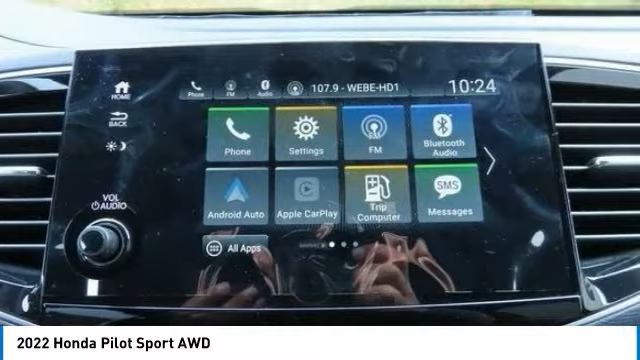 HOME
BACK
VOL
AUDIO
Phone
FM
Audio
107.9 - WEBE-HD1
10:24
Phone
Settings
FM
Bluetooth
Audio
Android Auto
Apple CarPlay
Trip
Computer
SMS
Messages
All Apps
2022 Honda Pilot Sport AWD